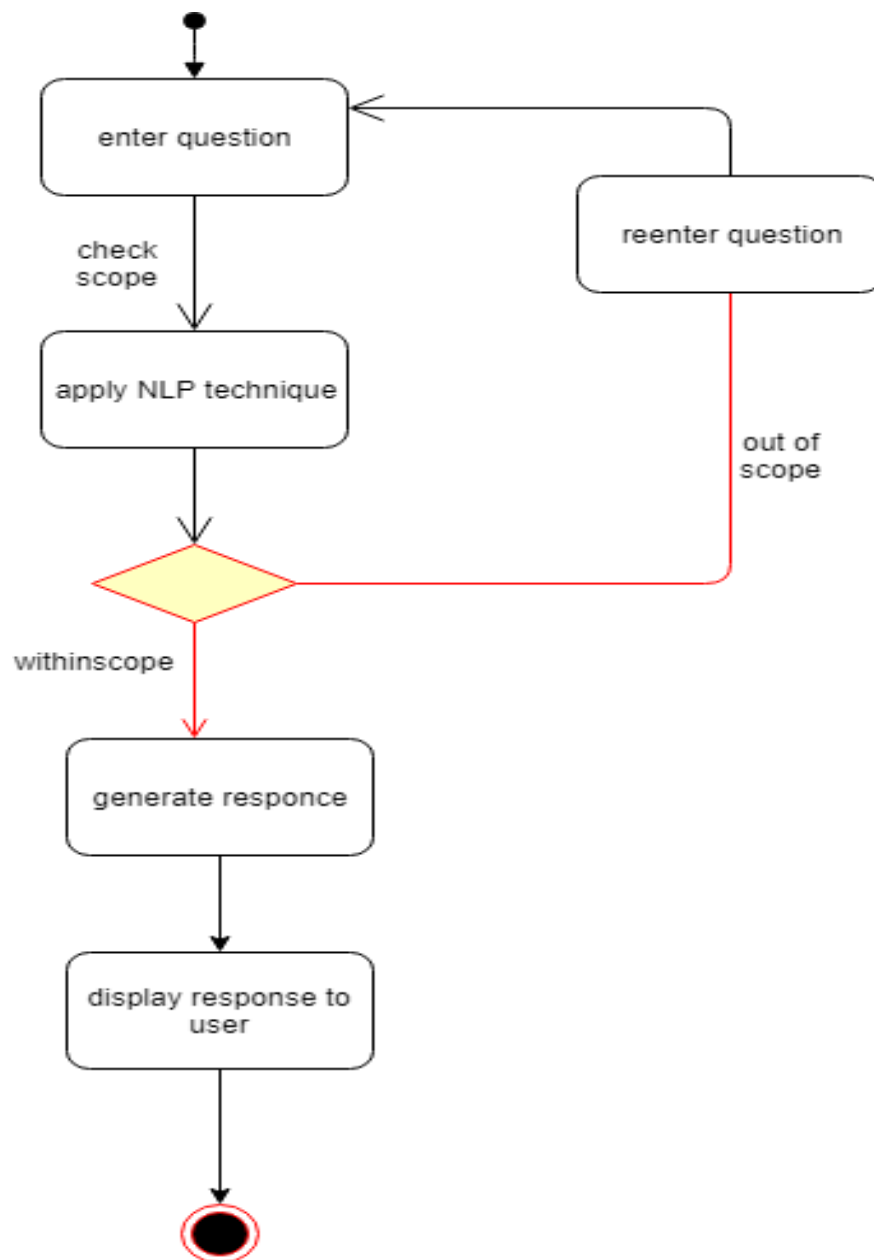 enter question
reenter question
check
scope
apply NLP technique
out of
scope
withinscope
generate responce
display response to
user